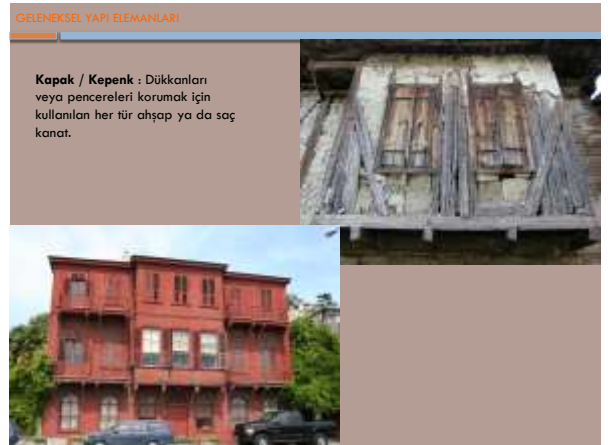 GELENEKSEL YAPI ELEMANLARI
Kapak / Kepenk : Dükkanları
veya pencereleri korumak için
kullanılan her tür ahşap ya da saç
kanat.